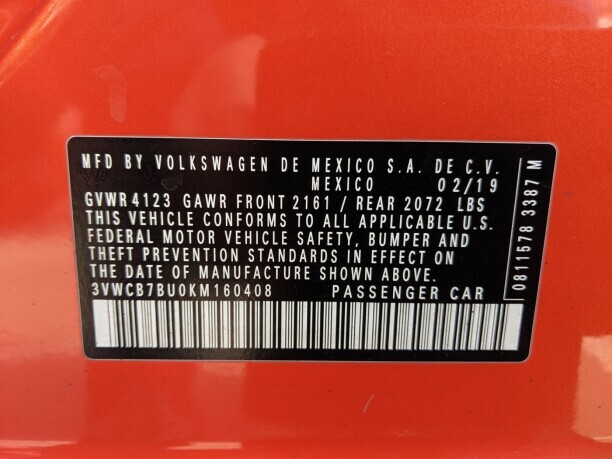 MFD BY VOLKSWAGEN DE MEXICO S.A. DE C.V.
MEXICO 02/19
GVWR 4123 GAWR FRONT 2161 / REAR 2072 LBS
THIS VEHICLE CONFORMS TO ALL APPLICABLE U.S.
FEDERAL MOTOR VEHICLE SAFETY, BUMPER AND
THEFT PREVENTION STANDARDS IN EFFECT ON
THE DATE OF MANUFACTURE SHOWN ABOVE.
3VWCB7BU0KM160408 PASSENGER CAR
0811578 3387 M